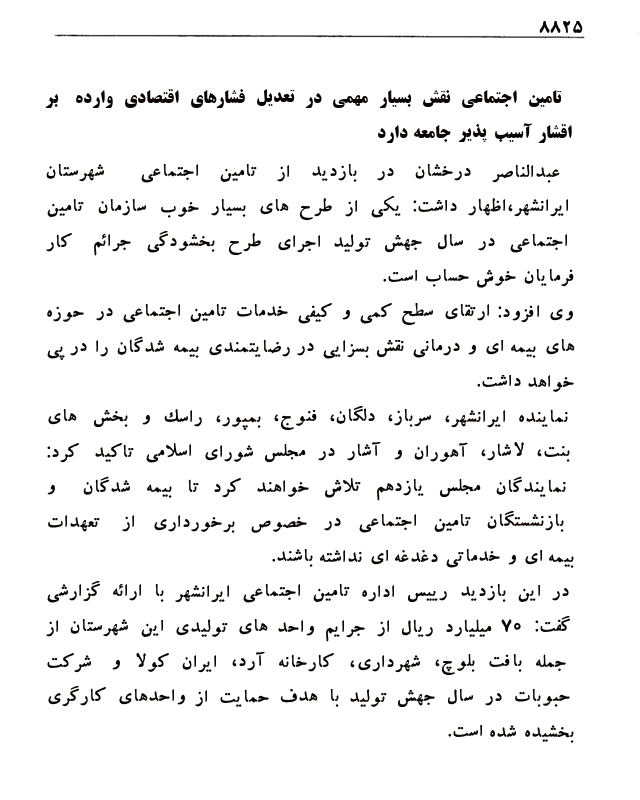 ۸۸۲۵
تامین اجتماعی نقش بسیار مهمی در تعدیل فشارهای اقتصادی وارده بر
اقشار آسیب پذیر جامعه دارد
عبدالناصر درخشان در بازدید از تامین اجتماعی شهرستان
ایرانشهر،اظهار داشت: یکی از طرح های بسیار خوب سازمان تامین
اجتماعی در سال جهش تولید اجرای طرح بخشودگی جرائم کار
فرمایان خوش حساب است.
وی افزود: ارتقای سطح کمی و کیفی خدمات تامین اجتماعی در حوزه
های بیمه ای و درمانی نقش بسزایی در رضایتمندی بیمه شدگان را در پی
خواهد داشت.
نماینده ایرانشهر، سرباز، دلگان، فنوج، بمپور، راسك و بخش های
بنت، لاشار، آهوران و آشار در مجلس شورای اسلامی تاکید کرد:
نمایندگان مجلس یازدهم تلاش خواهند کرد تا بیمه شدگان و
بازنشستگان تامین اجتماعی در خصوص برخورداری از تعهدات
بیمه ای و خدماتی دغدغه ای نداشته باشند.
در این بازدید رییس اداره تامین اجتماعی ایرانشهر با ارائه گزارشی
گفت: ۷۰ میلیارد ریال از جرایم واحد های تولیدی این شهرستان از
جمله بافت بلوچ، شهرداری، کارخانه آرد، ایران کولا و شرکت
حبوبات در سال جهش تولید با هدف حمایت از واحدهای کارگری
بخشیده شده است.